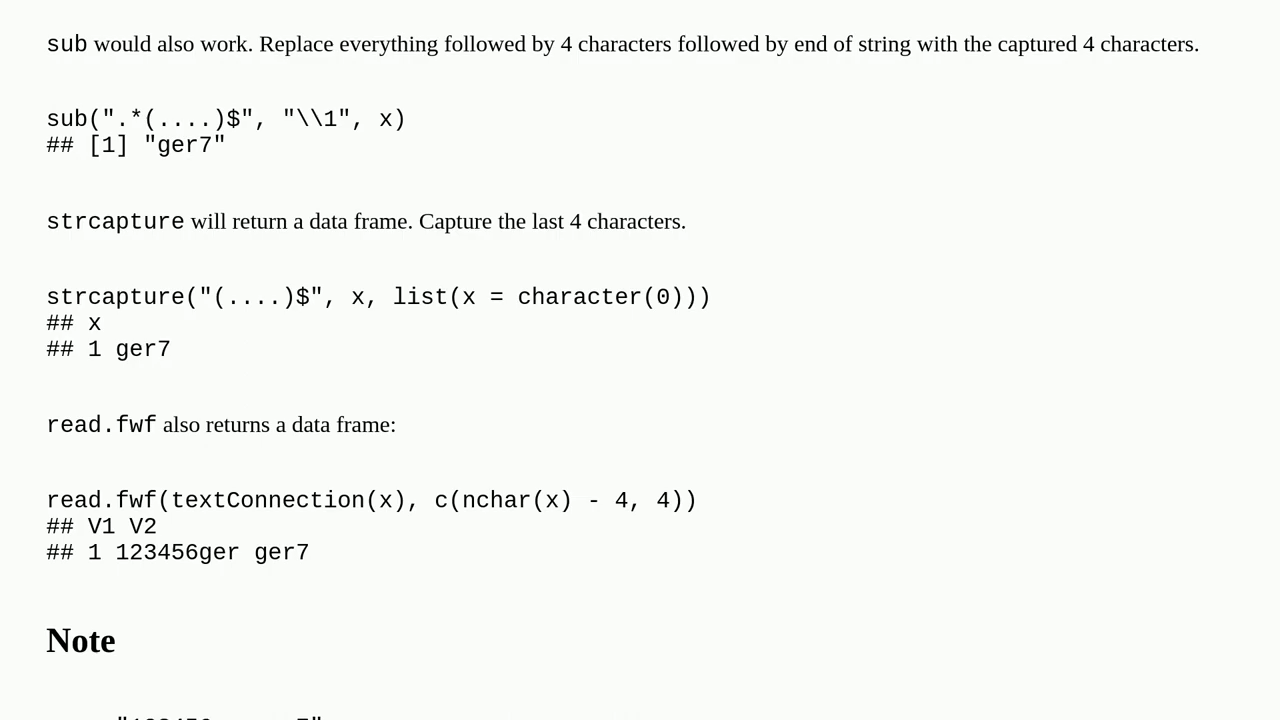 sub would also work. Replace everything followed by 4 characters followed by end of string with the captured 4 characters.
sub(".*(....)$", "\\1", x)
## [1] "ger7"
strcapture will return a data frame. Capture the last 4 characters.
strcapture("(....)$", x, list(x = character(0)))
## x
## 1 ger7
read.fwf also returns a data frame:
read.fwf(textConnection(x), c(nchar(x) - 4, 4))
## V1 V2
## 1 123456ger ger7
Note